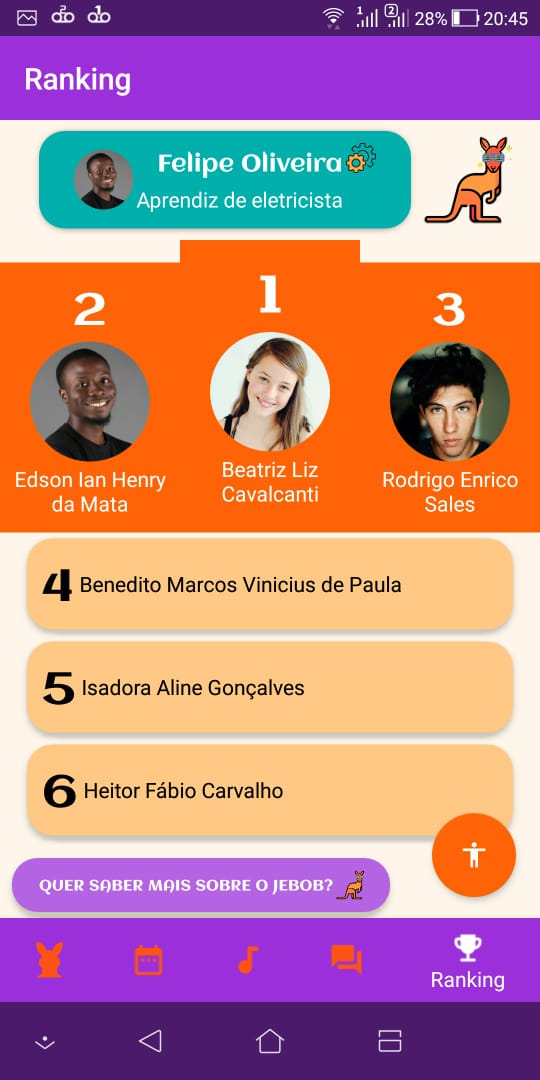 1
2
28%
20:45
Ranking
Felipe Oliveira
Aprendiz de eletricista
2
1
3
Edson Ian Henry
da Mata
Beatriz Liz
Cavalcanti
Rodrigo Enrico
Sales
4 Benedito Marcos Vinicius de Paula
5 Isadora Aline Gonçalves
6 Heitor Fábio Carvalho
QUER SABER MAIS SOBRE O JEBOB?
Ranking